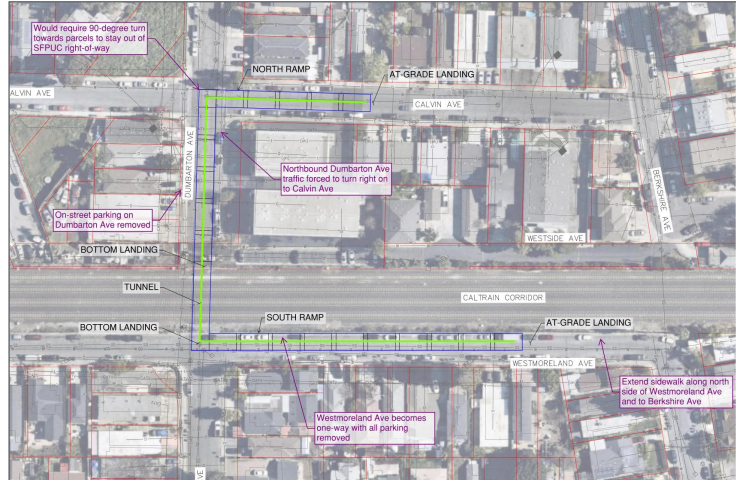 Would require 90-degree turn
towards parcels to stay out of
SFPUC right-of-way
NORTH RAMP
AT-GRADE LANDING
ALVIN AVE
CALVIN AVE
DUMBARTON AVE
Northbound Dumbarton Ave
traffic forced to turn right on
to Calvin Ave
BERKSHIRE AVE
On-street parking on
Dumbarton Ave removed
WESTSIDE AVE
BOTTOM LANDING
TUNNEL
CALTRAIN CORRIDOR
SOUTH RAMP
BOTTOM LANDING
AT-GRADE LANDING
WESTMORELAND AVE
Extend sidewalk along north
side of Westmoreland Ave
and to Berkshire Ave
Westmoreland Ave becomes
one-way with all parking
removed
VE